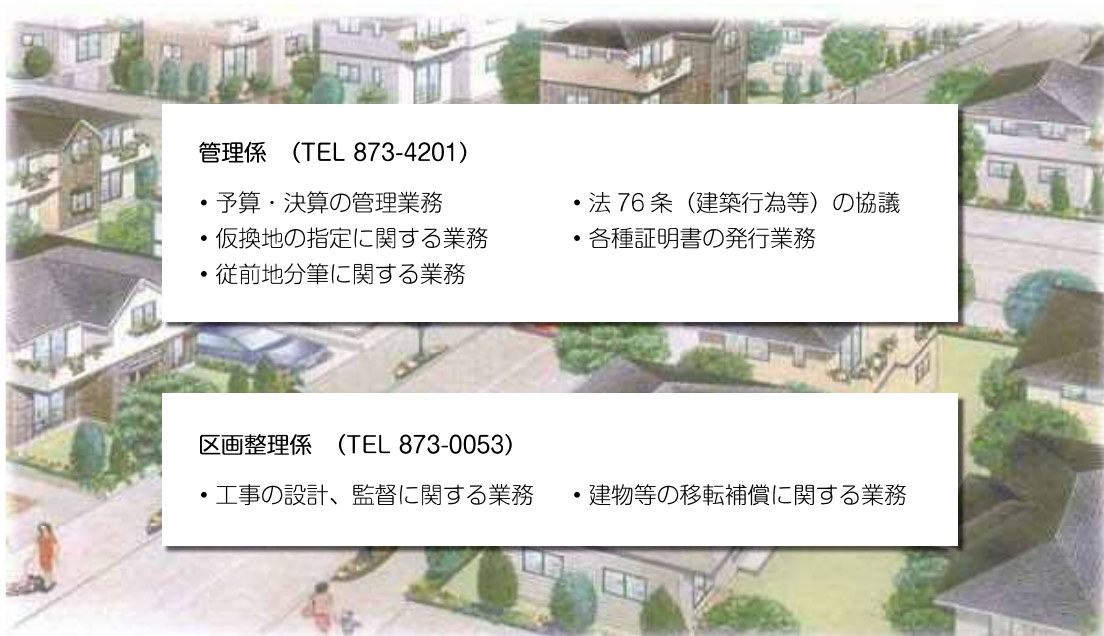 管理係 （TEL 873-4201）
・予算・決算の管理業務
・仮換地の指定に関する業務
・従前地分筆に関する業務
・法 76 条（建築行為等）の協議
・各種証明書の発行業務
区画整理係 （TEL 873-0053）
・工事の設計、監督に関する業務
・建物等の移転補償に関する業務